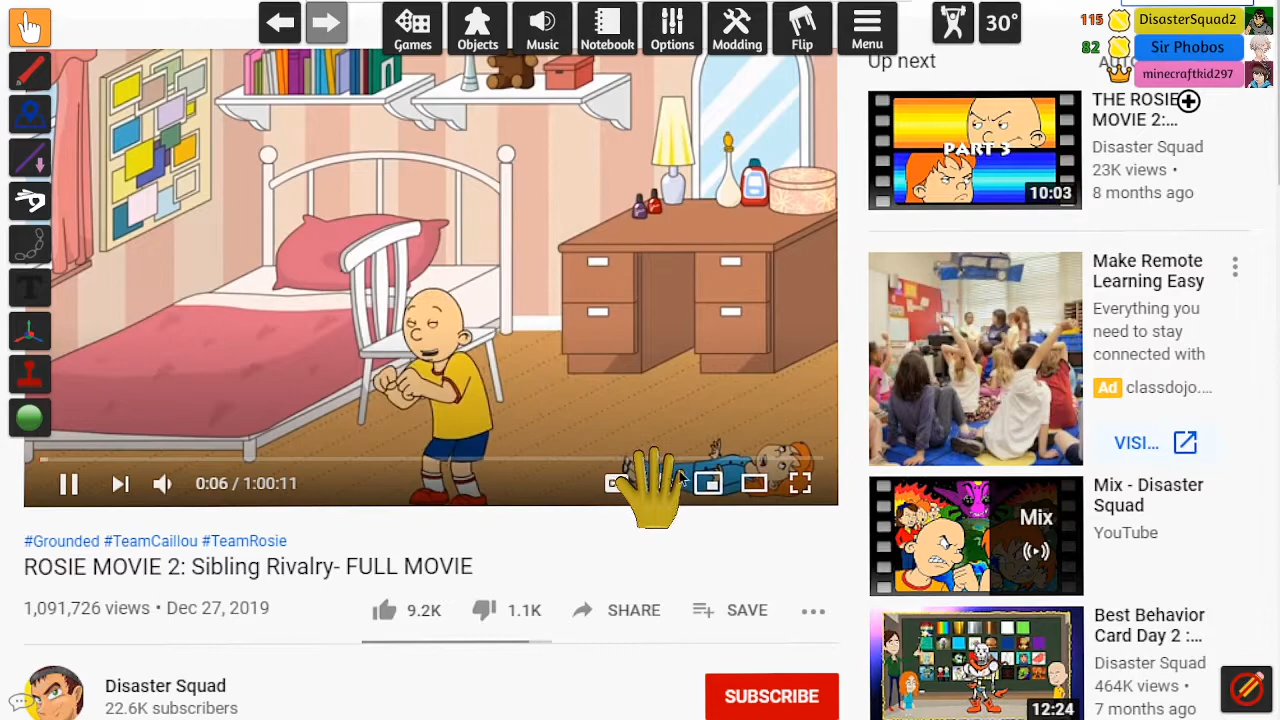 Games
Objects
Music
Notebook
Options
Modding
Flip
Menu
30°
115
DisasterSquad2
82
Sir Phobos
minecraftkid297
Up next
THE ROSIE
MOVIE 2:...
Disaster Squad
23K views •
8 months ago
PART 3
10:03
Make Remote
Learning Easy
Everything you
need to stay
connected with
Ad classdojo....
VISI...
Mix - Disaster
Squad
YouTube
Mix
Best Behavior
Card Day 2 :...
Disaster Squad
464K views •
7 months ago
12:24
0:06 / 1:00:11
#Grounded #TeamCaillou #TeamRosie
ROSIE MOVIE 2: Sibling Rivalry- FULL MOVIE
1,091,726 views • Dec 27, 2019
9.2K
1.1K
SHARE
SAVE
Disaster Squad
22.6K subscribers
SUBSCRIBE